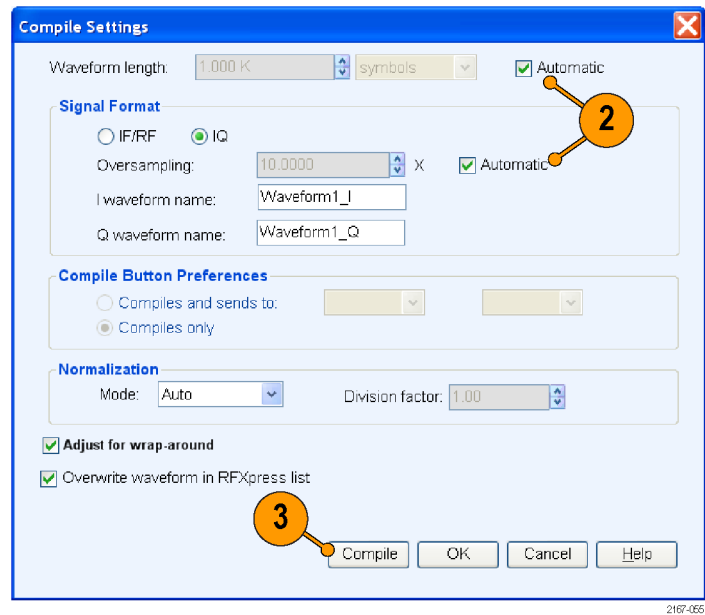 Compile Settings
Waveform length: 1.000 K symbols Automatic
2
Signal Format
IF/RF IQ
Oversampling: 10.0000 X Automatic
I waveform name: Waveform1_I
Q waveform name: Waveform1_Q
Compile Button Preferences
Compiles and sends to:
Compiles only
Normalization
Mode: Auto Division factor: 1.00
Adjust for wrap-around
Overwrite waveform in RFXpress list
3
Compile OK Cancel Help
2167-055